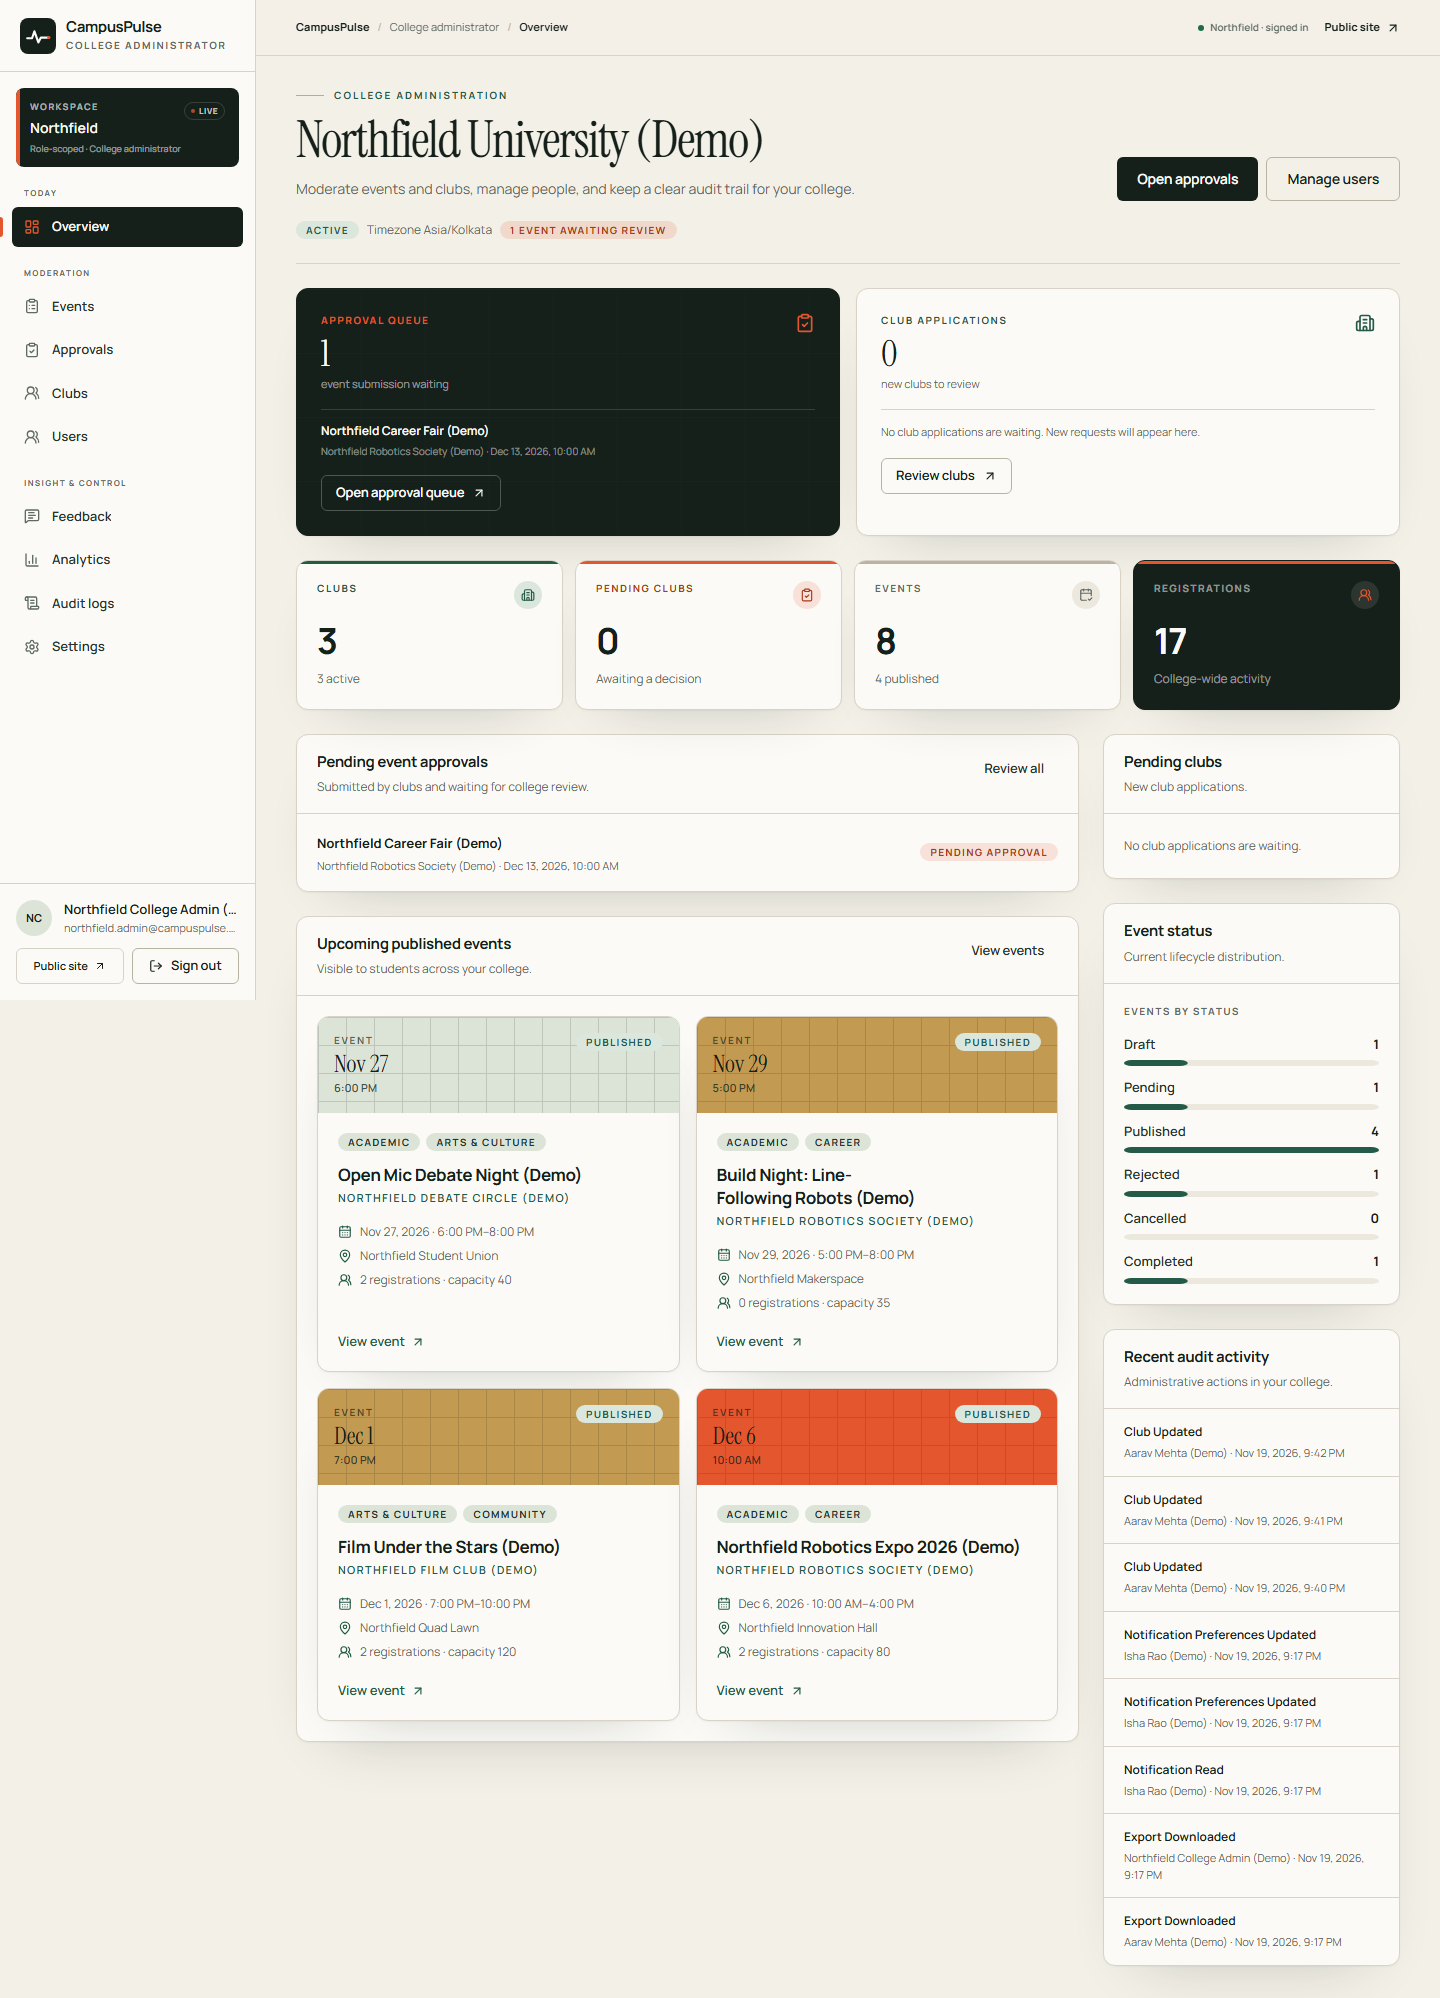 CampusPulse
COLLEGE ADMINISTRATOR
WORKSPACE
LIVE
Northfield
Role-scoped · College administrator
TODAY
Overview
MODERATION
Events
Approvals
Clubs
Users
INSIGHT & CONTROL
Feedback
Analytics
Audit logs
Settings
NC
Northfield College Admin (...
northfield.admin@campuspulse....
Public site
Sign out
CampusPulse / College administrator / Overview
Northfield · signed in
Public site
COLLEGE ADMINISTRATION
Northfield University (Demo)
Moderate events and clubs, manage people, and keep a clear audit trail for your college.
ACTIVE
Timezone Asia/Kolkata
1 EVENT AWAITING REVIEW
Open approvals
Manage users
APPROVAL QUEUE
1
event submission waiting
Northfield Career Fair (Demo)
Northfield Robotics Society (Demo) · Dec 13, 2026, 10:00 AM
Open approval queue
CLUB APPLICATIONS
0
new clubs to review
No club applications are waiting. New requests will appear here.
Review clubs
CLUBS
3
3 active
PENDING CLUBS
0
Awaiting a decision
EVENTS
8
4 published
REGISTRATIONS
17
College-wide activity
Pending event approvals
Submitted by clubs and waiting for college review.
Review all
Northfield Career Fair (Demo)
Northfield Robotics Society (Demo) · Dec 13, 2026, 10:00 AM
PENDING APPROVAL
Upcoming published events
Visible to students across your college.
View events
EVENT
Nov 27
6:00 PM
PUBLISHED
ACADEMIC
ARTS & CULTURE
Open Mic Debate Night (Demo)
NORTHFIELD DEBATE CIRCLE (DEMO)
Nov 27, 2026 · 6:00 PM–8:00 PM
Northfield Student Union
2 registrations · capacity 40
View event
EVENT
Nov 29
5:00 PM
PUBLISHED
ACADEMIC
CAREER
Build Night: Line-
Following Robots (Demo)
NORTHFIELD ROBOTICS SOCIETY (DEMO)
Nov 29, 2026 · 5:00 PM–8:00 PM
Northfield Makerspace
0 registrations · capacity 35
View event
EVENT
Dec 1
7:00 PM
PUBLISHED
ARTS & CULTURE
COMMUNITY
Film Under the Stars (Demo)
NORTHFIELD FILM CLUB (DEMO)
Dec 1, 2026 · 7:00 PM–10:00 PM
Northfield Quad Lawn
2 registrations · capacity 120
View event
EVENT
Dec 6
10:00 AM
PUBLISHED
ACADEMIC
CAREER
Northfield Robotics Expo 2026 (Demo)
NORTHFIELD ROBOTICS SOCIETY (DEMO)
Dec 6, 2026 · 10:00 AM–4:00 PM
Northfield Innovation Hall
2 registrations · capacity 80
View event
Pending clubs
New club applications.
No club applications are waiting.
Event status
Current lifecycle distribution.
EVENTS BY STATUS
Draft 1
Pending 1
Published 4
Rejected 1
Cancelled 0
Completed 1
Recent audit activity
Administrative actions in your college.
Club Updated
Aarav Mehta (Demo) · Nov 19, 2026, 9:42 PM
Club Updated
Aarav Mehta (Demo) · Nov 19, 2026, 9:41 PM
Club Updated
Aarav Mehta (Demo) · Nov 19, 2026, 9:40 PM
Notification Preferences Updated
Isha Rao (Demo) · Nov 19, 2026, 9:17 PM
Notification Preferences Updated
Isha Rao (Demo) · Nov 19, 2026, 9:17 PM
Notification Read
Isha Rao (Demo) · Nov 19, 2026, 9:17 PM
Export Downloaded
Northfield College Admin (Demo) · Nov 19, 2026,
9:17 PM
Export Downloaded
Aarav Mehta (Demo) · Nov 19, 2026, 9:17 PM